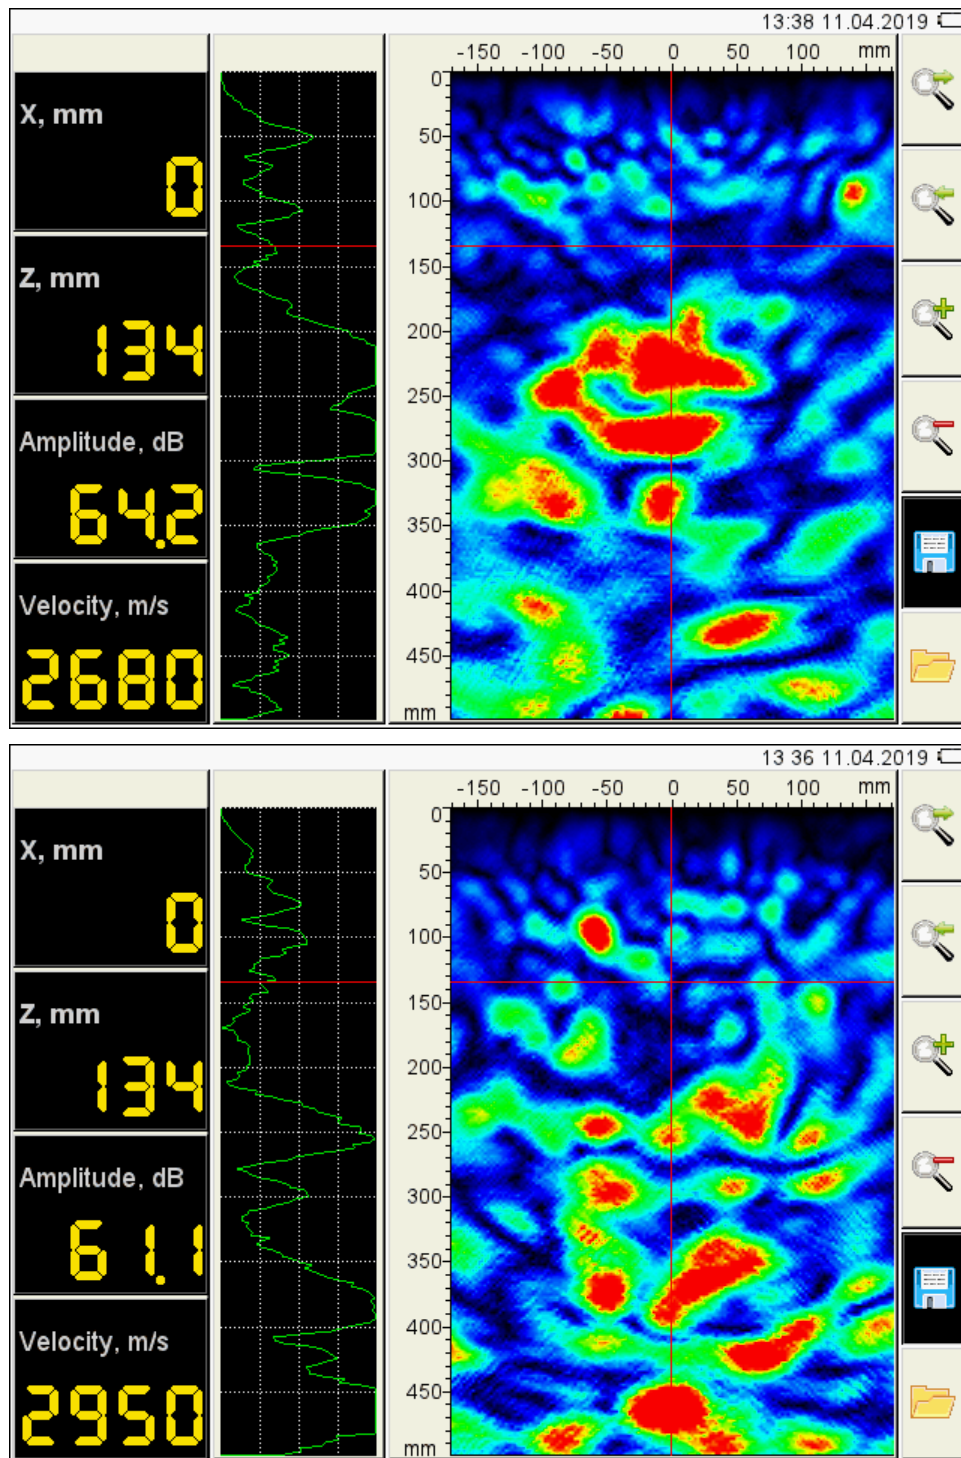 13:38 11.04.2019
-150 -100 -50 0 50 100 mm
X, mm
0
Z, mm
134
Amplitude, dB
64.2
Velocity, m/s
2680
0
50
100
150
200
250
300
350
400
450
mm
13 36 11.04.2019
-150 -100 -50 0 50 100 mm
X, mm
0
Z, mm
134
Amplitude, dB
61.1
Velocity, m/s
2950
0
50
100
150
200
250
300
350
400
450
mm